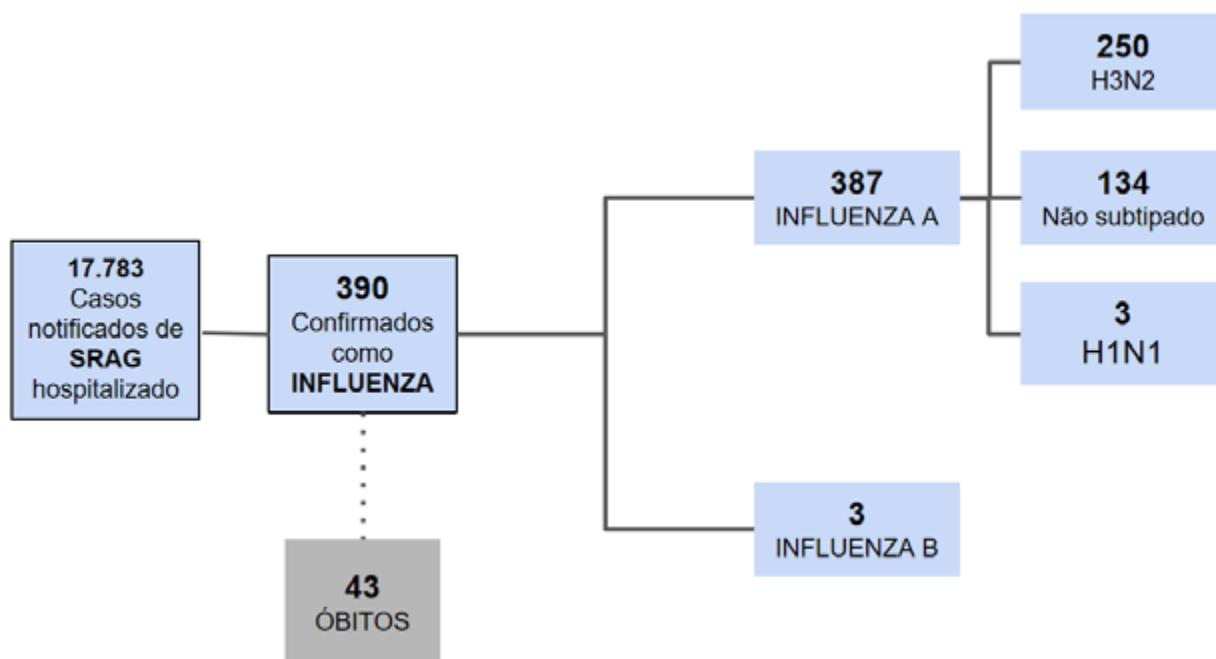 17.783
Casos
notificados de
SRAG
hospitalizado
390
Confirmados
como
INFLUENZA
43
ÓBITOS
387
INFLUENZA A
3
INFLUENZA B
250
H3N2
134
Não subtipado
3
H1N1